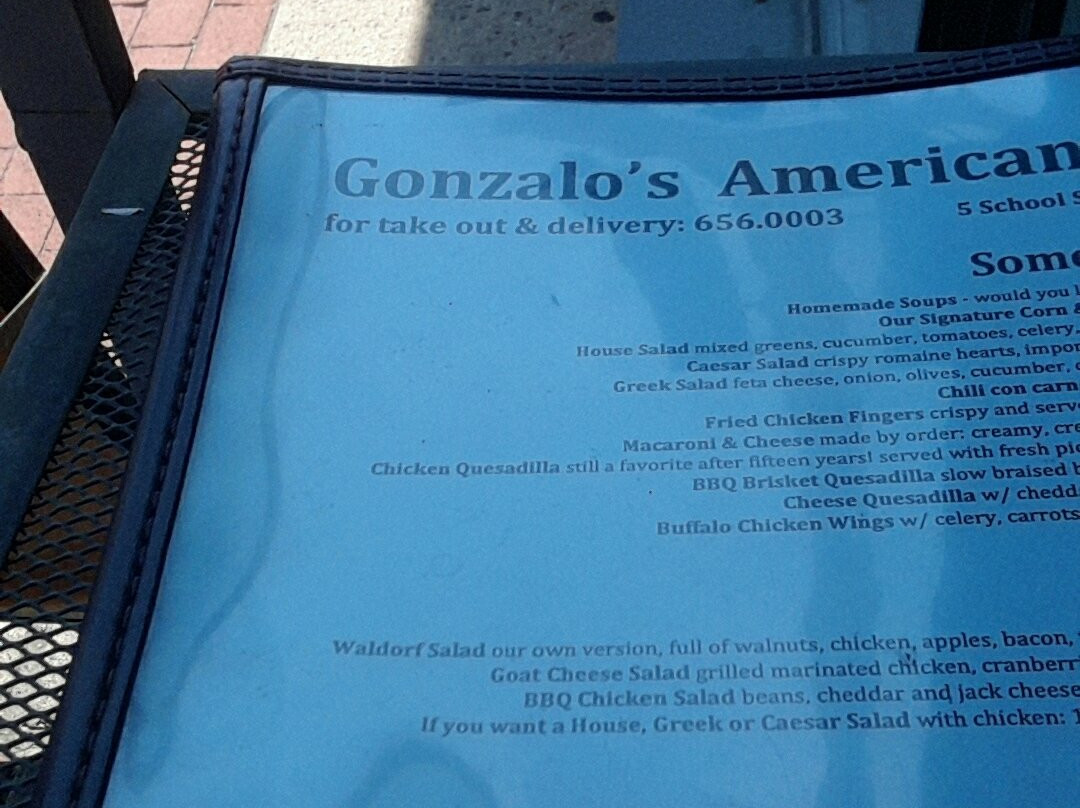 Gonzalo's American
for take out & delivery: 656.0003
5 School
Some
Homemade Soups - would you
Our Signature Corn &
House Salad mixed greens, cucumber, tomatoes, celery,
Caesar Salad crispy romaine hearts,
Greek Salad feta cheese, onion, olives, cucumber,
Chili con
Fried Chicken Fingers crispy and
Macaroni & Cheese made by order: creamy,
Chicken Quesadilla still a favorite after fifteen years! served with fresh
BBQ Brisket Quesadilla slow braised
Cheese Quesadilla w/
Buffalo Chicken Wings w/ celery, carrots
Waldorf Salad our own version, full of walnuts, chicken, apples, bacon,
Goat Cheese Salad grilled marinated chicken,
BBQ Chicken Salad beans, cheddar and jack cheese
If you want a House, Greek or Caesar Salad with chicken: